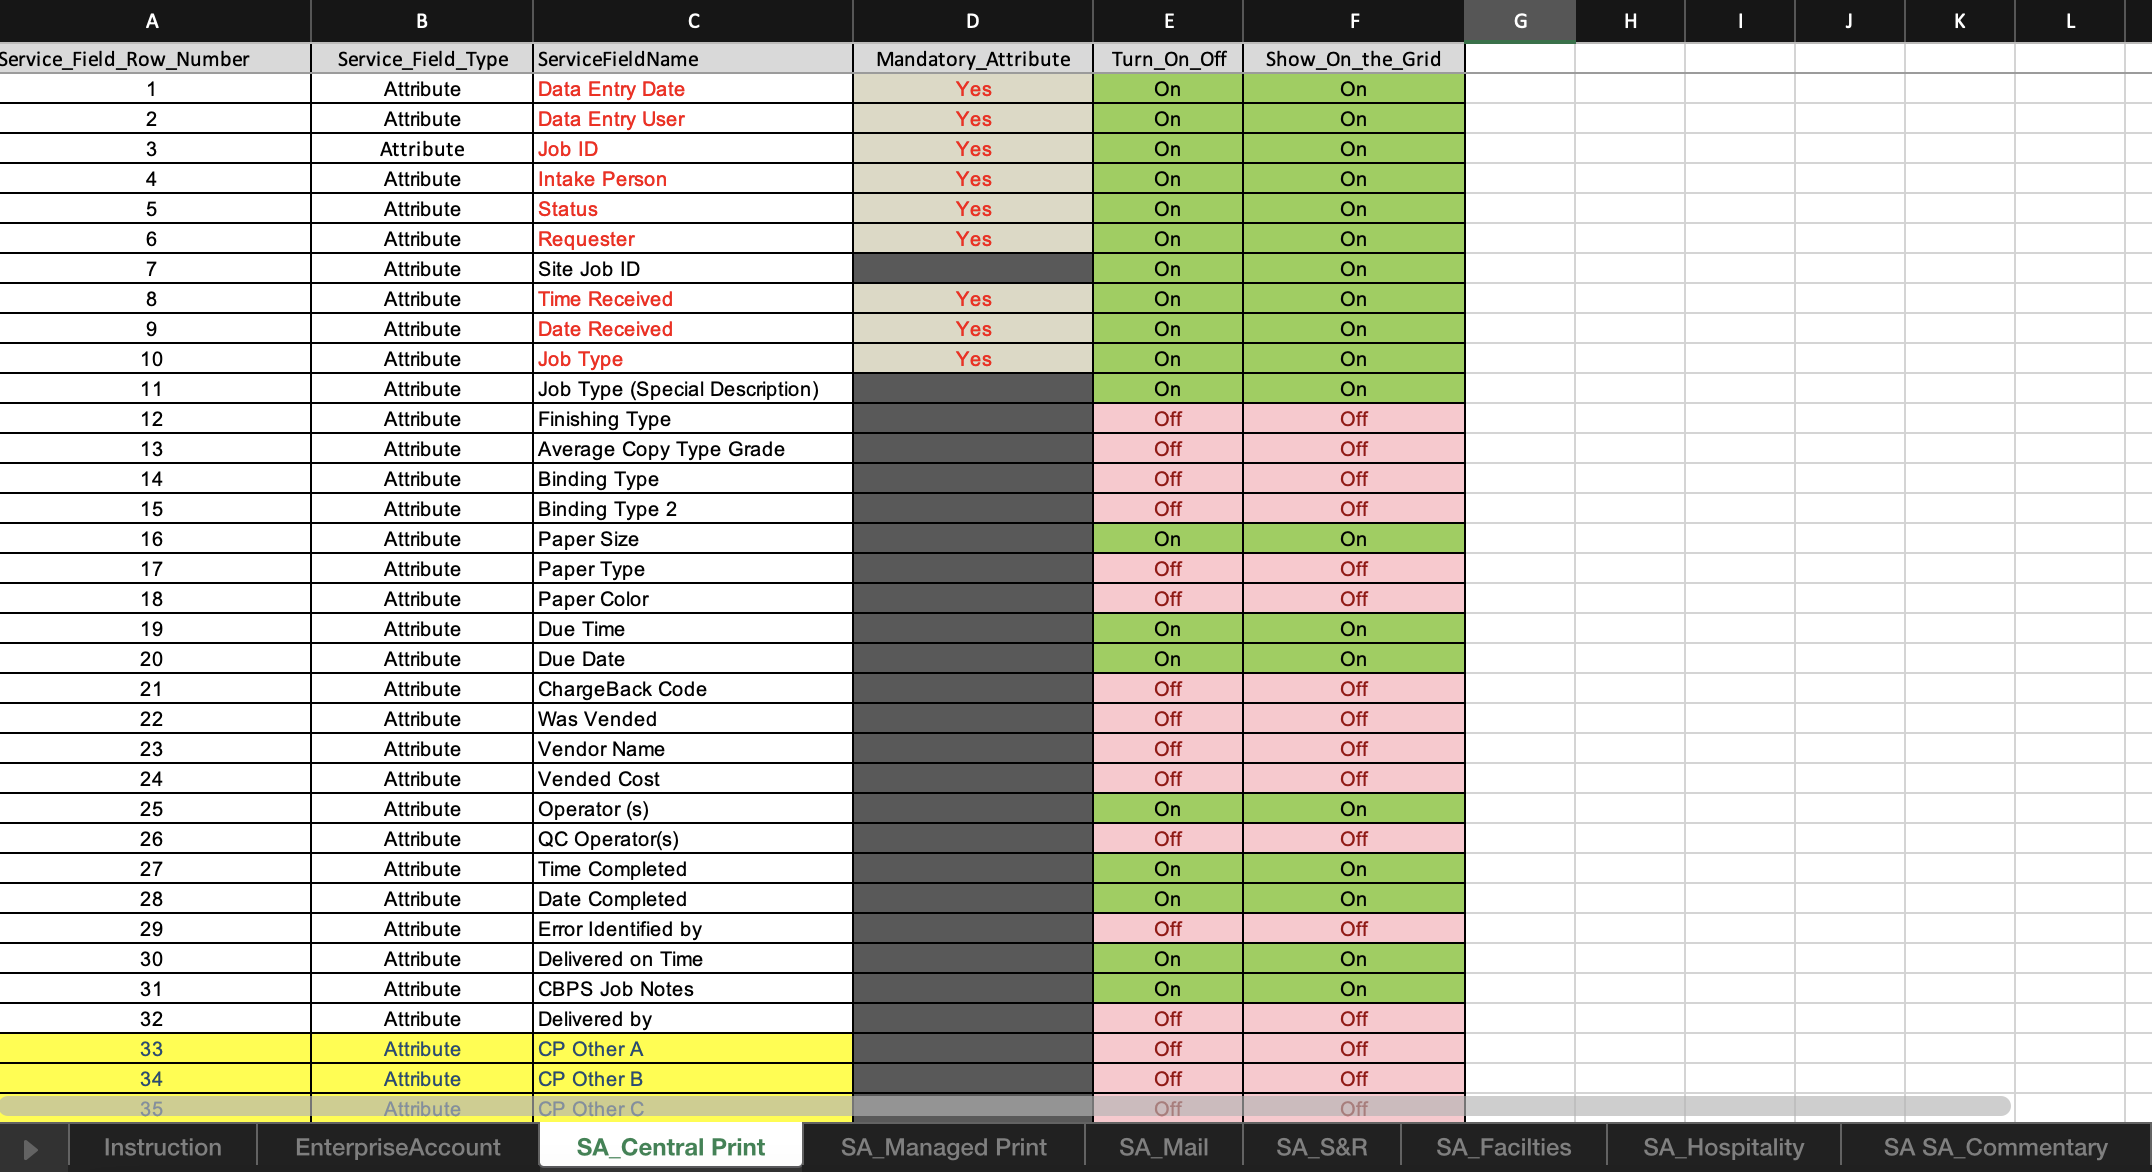 A B C D E F G H I J K L
Service_Field_Row_Number Service_Field_Type ServiceFieldName Mandatory_Attribute Turn_On_Off Show_On_the_Grid
1 Attribute Data Entry Date Yes On On
2 Attribute Data Entry User Yes On On
3 Attribute Job ID Yes On On
4 Attribute Intake Person Yes On On
5 Attribute Status Yes On On
6 Attribute Requester Yes On On
7 Attribute Site Job ID On On
8 Attribute Time Received Yes On On
9 Attribute Date Received Yes On On
10 Attribute Job Type Yes On On
11 Attribute Job Type (Special Description) On On
12 Attribute Finishing Type Off Off
13 Attribute Average Copy Type Grade Off Off
14 Attribute Binding Type Off Off
15 Attribute Binding Type 2 Off Off
16 Attribute Paper Size On On
17 Attribute Paper Type Off Off
18 Attribute Paper Color Off Off
19 Attribute Due Time On On
20 Attribute Due Date On On
21 Attribute ChargeBack Code Off Off
22 Attribute Was Vended Off Off
23 Attribute Vendor Name Off Off
24 Attribute Vended Cost Off Off
25 Attribute Operator (s) On On
26 Attribute QC Operator(s) Off Off
27 Attribute Time Completed On On
28 Attribute Date Completed On On
29 Attribute Error Identified by Off Off
30 Attribute Delivered on Time On On
31 Attribute CBPS Job Notes On On
32 Attribute Delivered by Off Off
33 Attribute CP Other A Off Off
34 Attribute CP Other B Off Off
35 Attribute CP Other C Off Off
Instruction EnterpriseAccount SA_Central Print SA_Managed Print SA_Mail SA_S&R SA_Facilties SA_Hospitality SA SA_Commentary